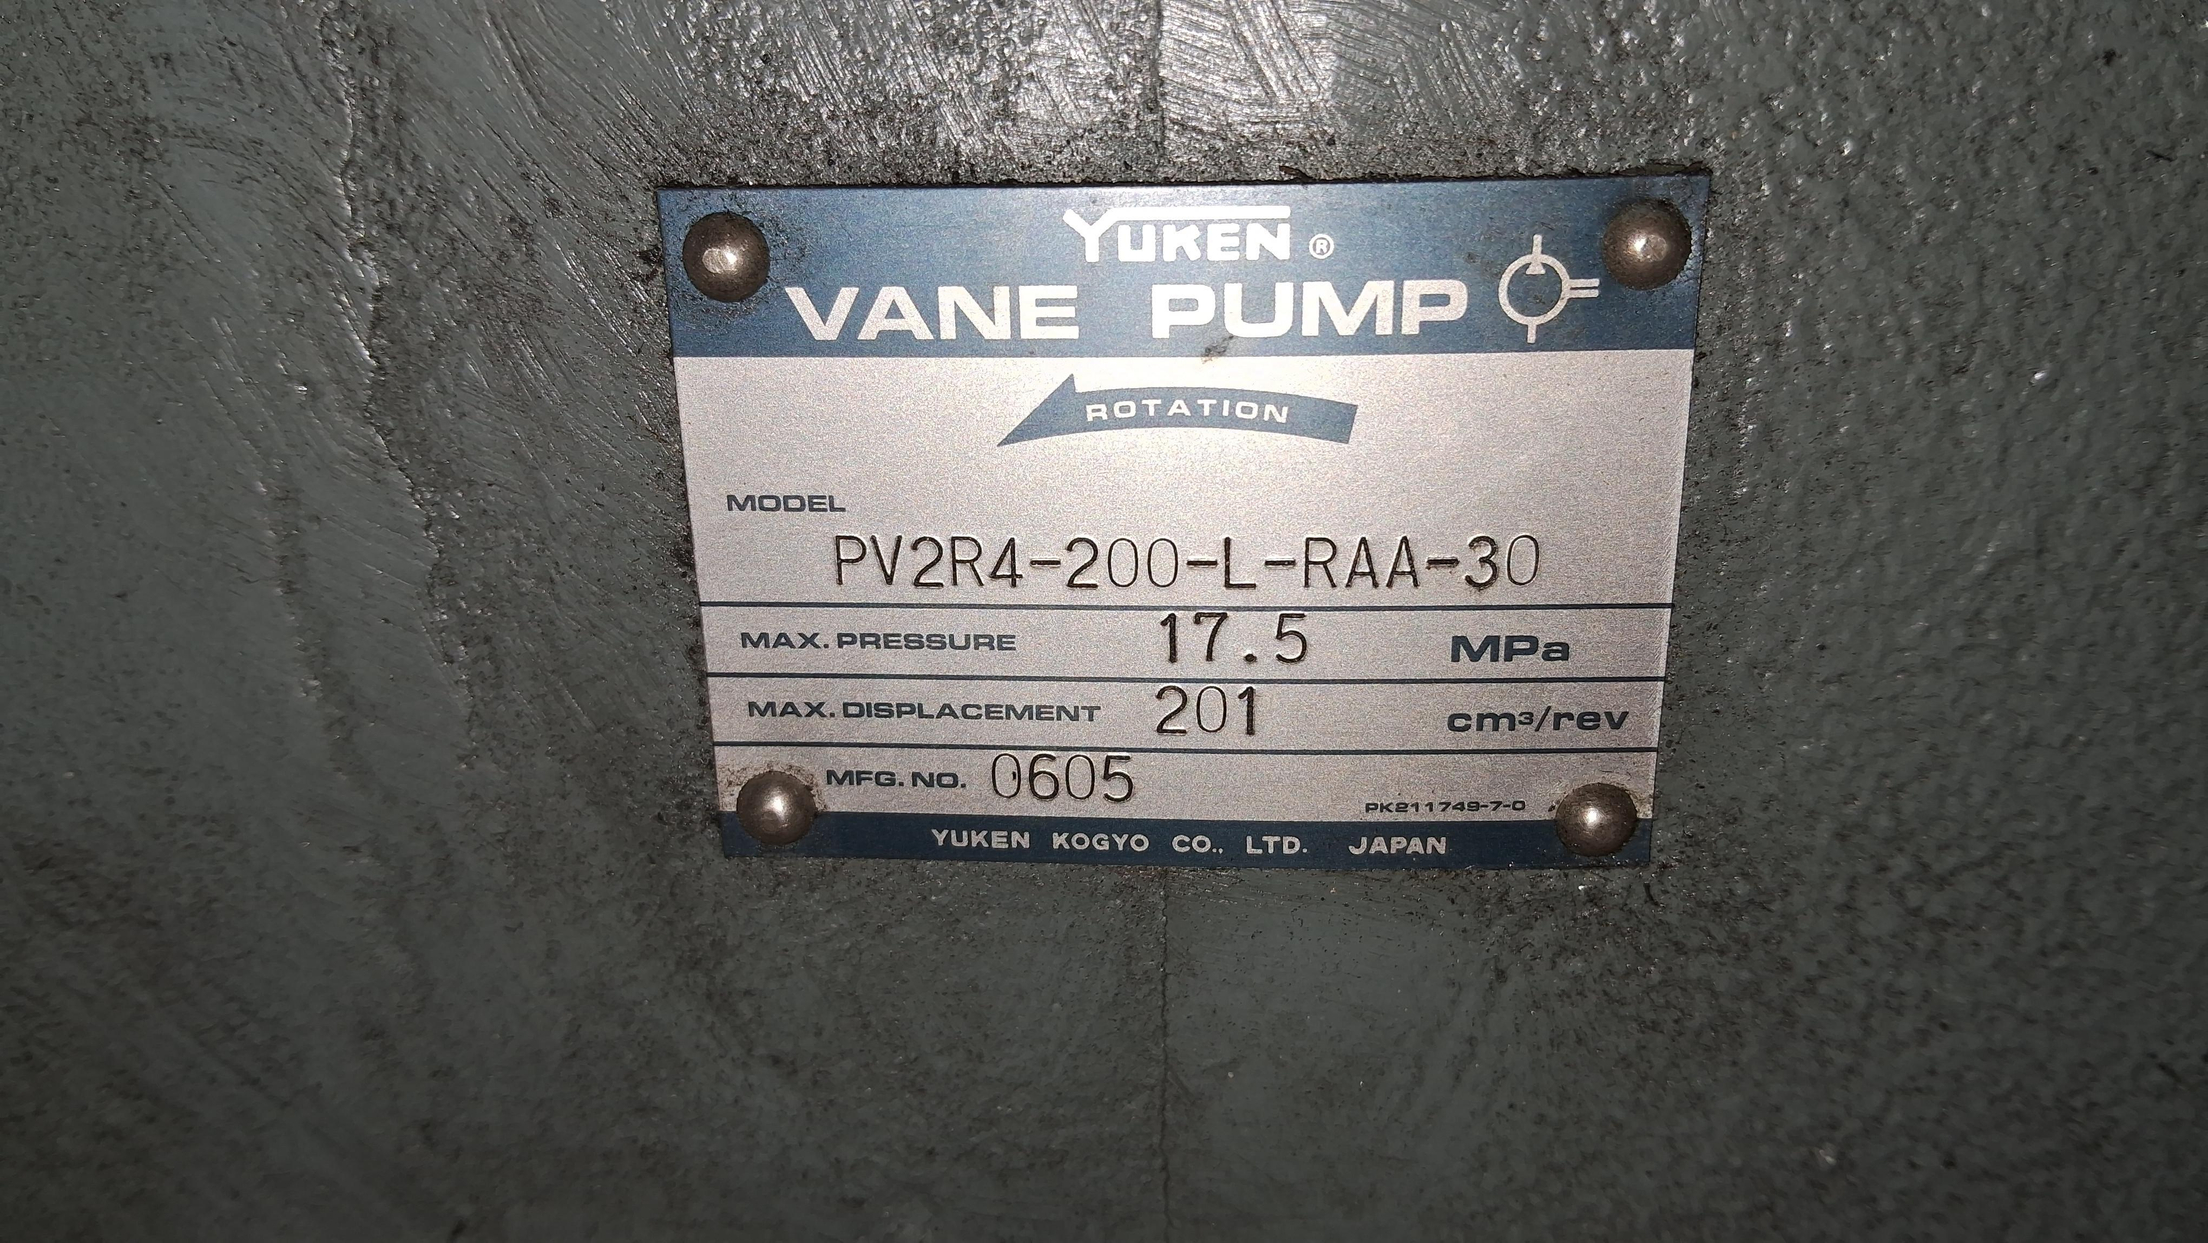 YUKEN ®
VANE PUMP
ROTATION
MODEL
PV2R4-200-L-RAA-30
MAX. PRESSURE 17.5 MPa
MAX. DISPLACEMENT 201 cm³/rev
MFG. NO. 0605
PK211749-7-0
YUKEN KOGYO CO., LTD. JAPAN